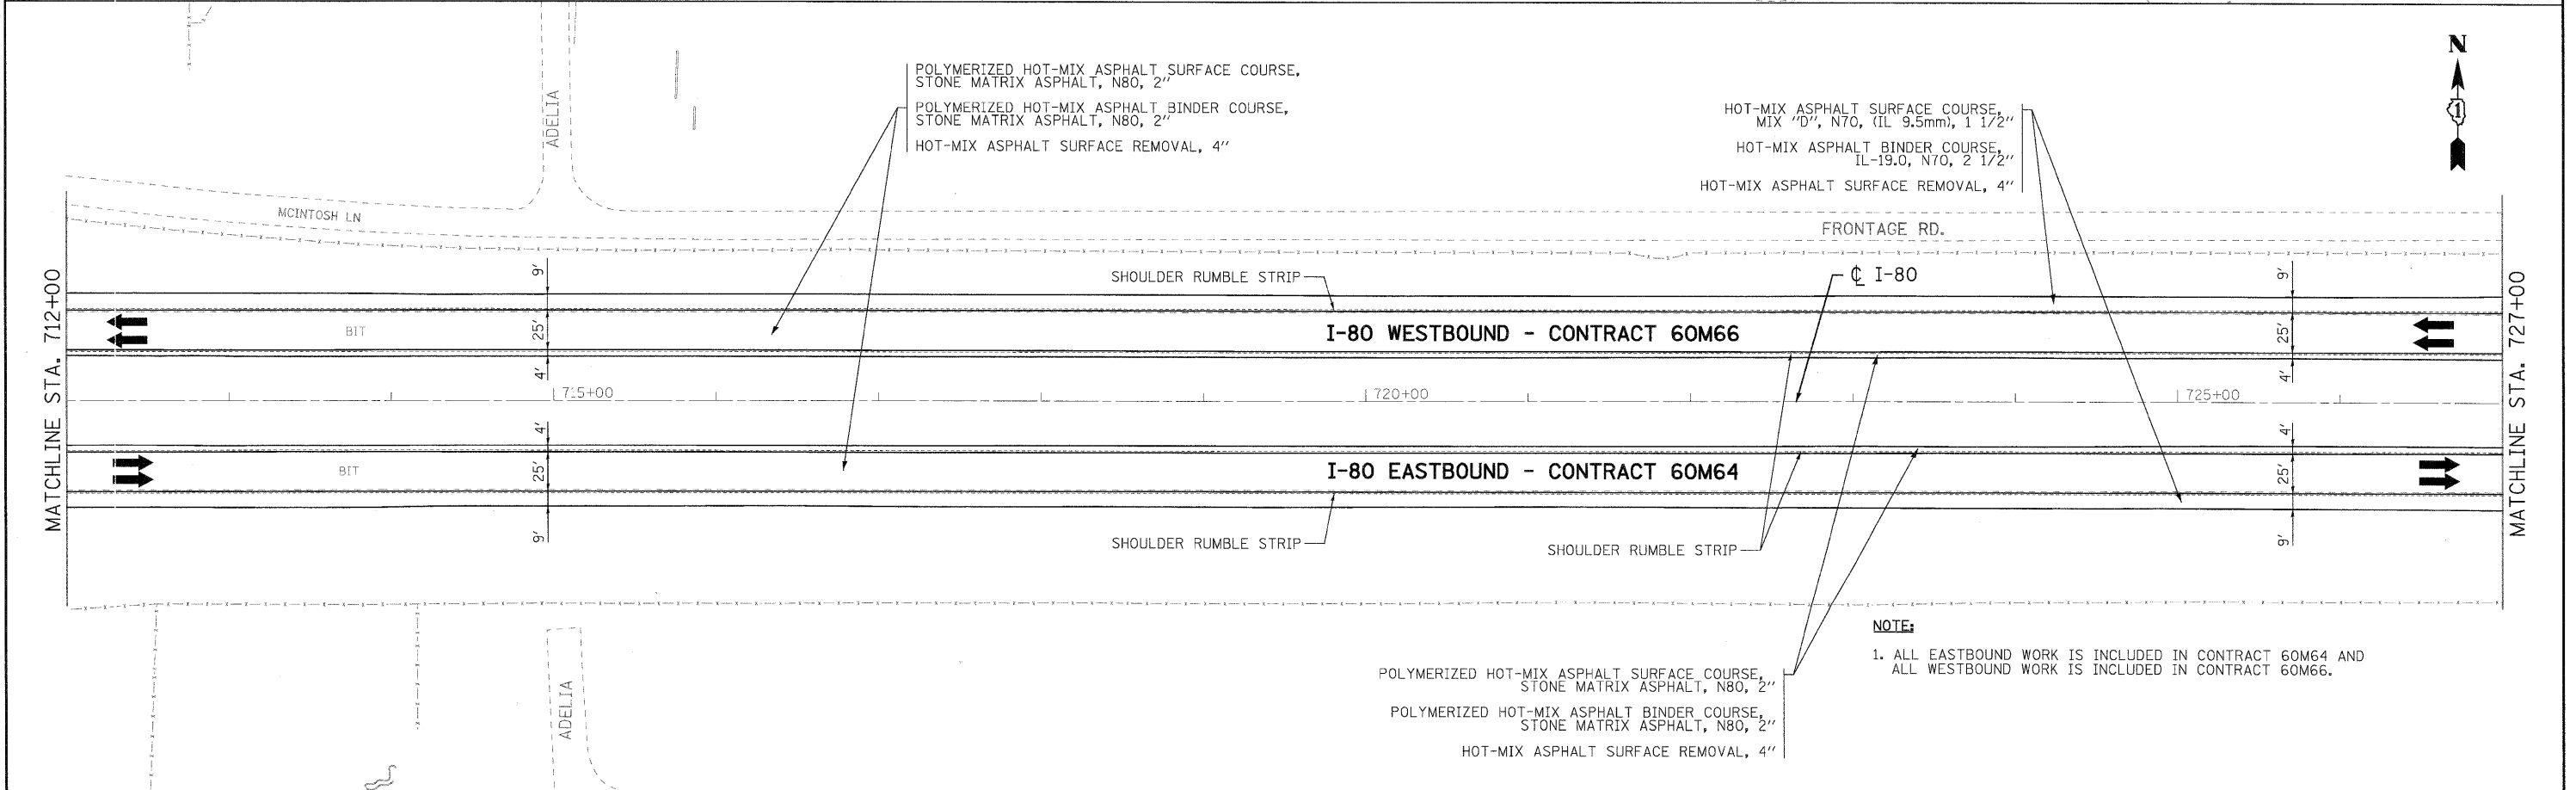 N
1
POLYMERIZED HOT-MIX ASPHALT SURFACE COURSE,
STONE MATRIX ASPHALT, N80, 2"
POLYMERIZED HOT-MIX ASPHALT BINDER COURSE,
STONE MATRIX ASPHALT, N80, 2"
HOT-MIX ASPHALT SURFACE REMOVAL, 4"
HOT-MIX ASPHALT SURFACE COURSE,
MIX "D", N70, (IL 9.5mm), 1 1/2"
HOT-MIX ASPHALT BINDER COURSE,
IL-19.0, N70, 2 1/2"
HOT-MIX ASPHALT SURFACE REMOVAL, 4"
ADELIA
MCINTOSH LN
FRONTAGE RD.
MATCHLINE STA. 712+00
MATCHLINE STA. 727+00
SHOULDER RUMBLE STRIP
℄ I-80
9'
9'
BIT
25'
I-80 WESTBOUND - CONTRACT 60M66
25'
4'
4'
715+00
720+00
725+00
4'
4'
BIT
25'
I-80 EASTBOUND - CONTRACT 60M64
25'
9'
9'
SHOULDER RUMBLE STRIP
SHOULDER RUMBLE STRIP
ADELIA
NOTE:
1. ALL EASTBOUND WORK IS INCLUDED IN CONTRACT 60M64 AND
ALL WESTBOUND WORK IS INCLUDED IN CONTRACT 60M66.
POLYMERIZED HOT-MIX ASPHALT SURFACE COURSE,
STONE MATRIX ASPHALT, N80, 2"
POLYMERIZED HOT-MIX ASPHALT BINDER COURSE,
STONE MATRIX ASPHALT, N80, 2"
HOT-MIX ASPHALT SURFACE REMOVAL, 4"